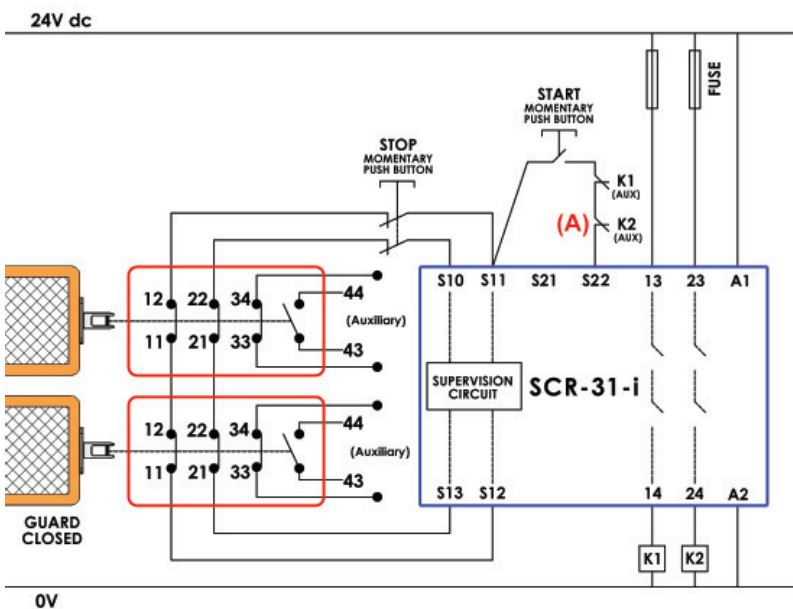 24V dc
START
MOMENTARY
PUSH BUTTON
FUSE
STOP
MOMENTARY
PUSH BUTTON
K1
(AUX)
(A)
K2
(AUX)
S10 S11 S21 S22 13 23 A1
12 22 34 44
(Auxiliary)
11 21 33 43
SUPERVISION
CIRCUIT
SCR-31-i
12 22 34 44
(Auxiliary)
11 21 33 43
S13 S12 14 24 A2
GUARD
CLOSED
K1 K2
0V